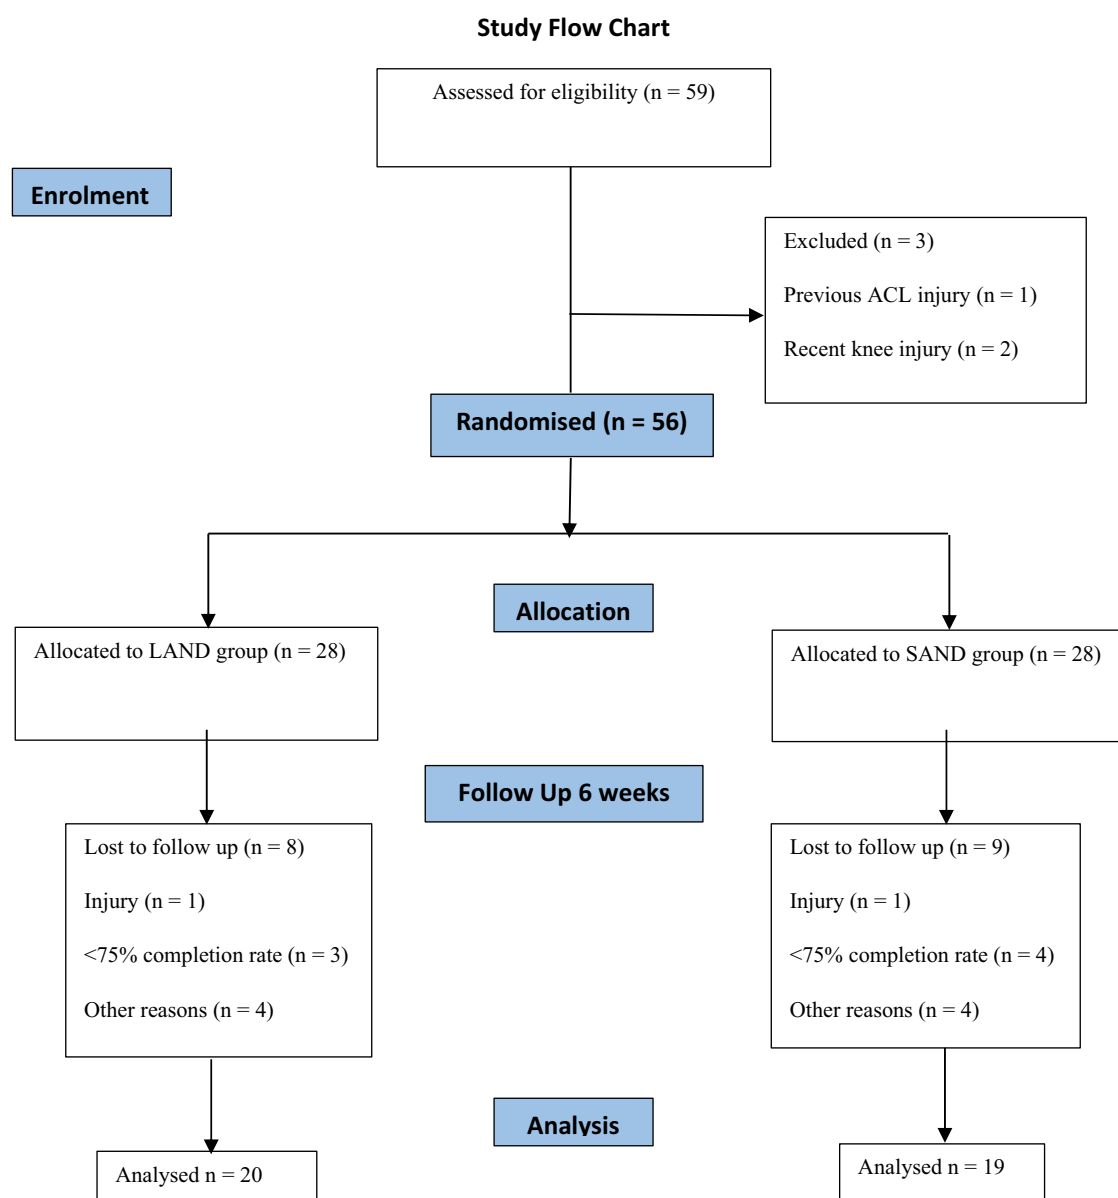 Study Flow Chart
Assessed for eligibility (n = 59)
Enrolment
Excluded (n = 3)
Previous ACL injury (n = 1)
Recent knee injury (n = 2)
Randomised (n = 56)
Allocation
Allocated to LAND group (n = 28)
Allocated to SAND group (n = 28)
Follow Up 6 weeks
Lost to follow up (n = 8)
Injury (n = 1)
<75% completion rate (n = 3)
Other reasons (n = 4)
Lost to follow up (n = 9)
Injury (n = 1)
<75% completion rate (n = 4)
Other reasons (n = 4)
Analysis
Analysed n = 20
Analysed n = 19